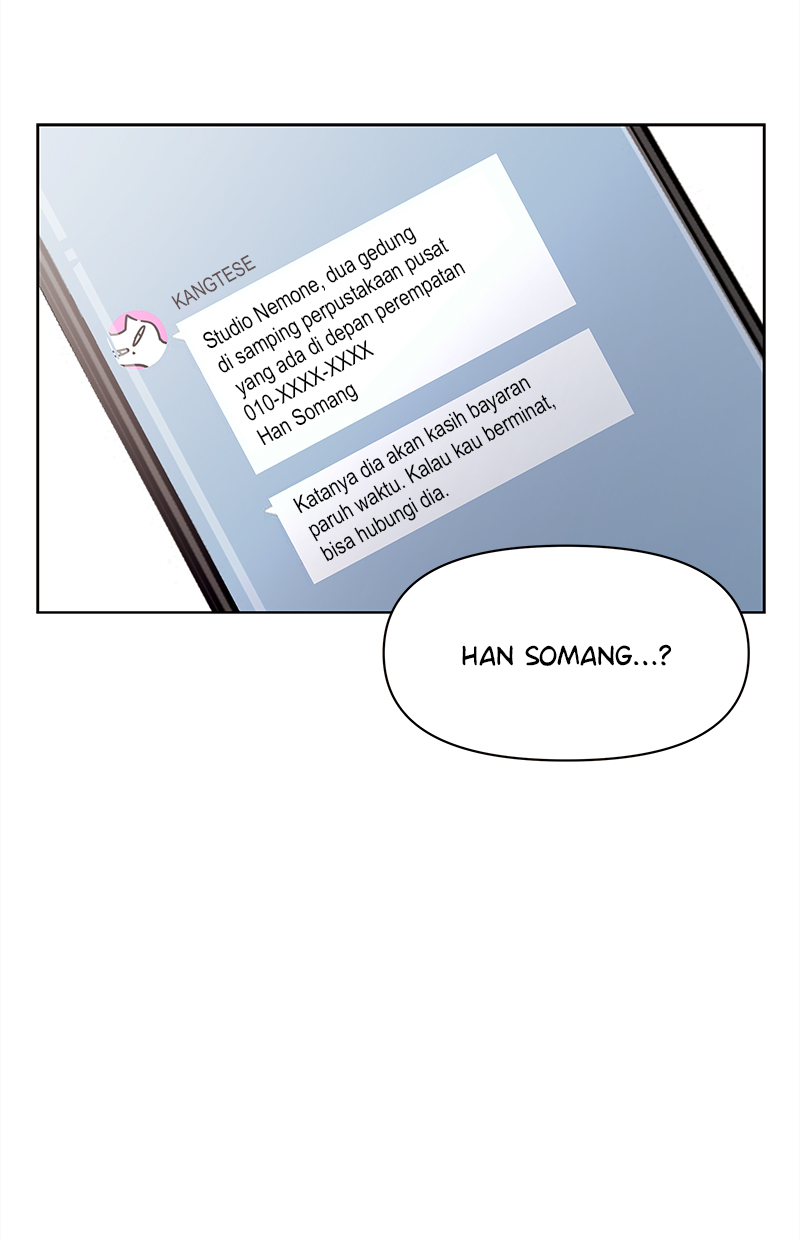 KANGTESE
Studio Nemone, dua gedung
di samping perpustakaan pusat
yang ada di depan perempatan
010-XXXX-XXXX
Han Somang
Katanya dia akan kasih bayaran
paruh waktu. Kalau kau berminat,
bisa hubungi dia.
HAN SOMANG...?